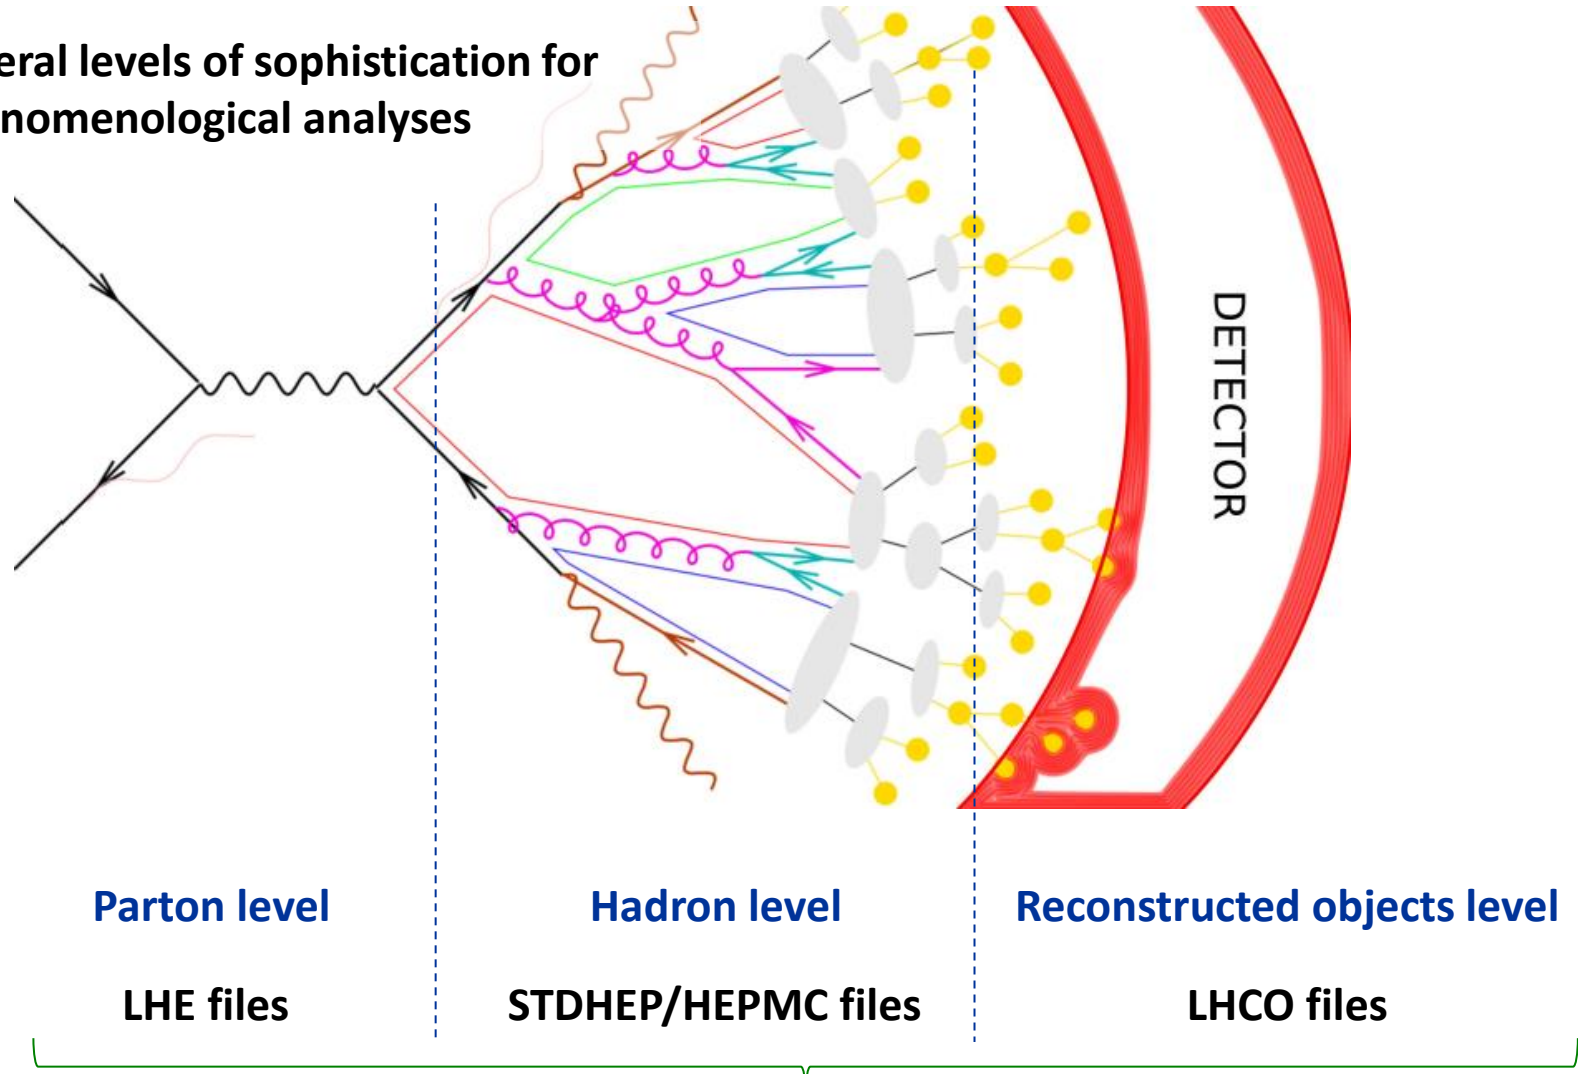 eral levels of sophistication for
nomenological analyses
DETECTOR
Parton level
Hadron level
Reconstructed objects level
LHE files
STDHEP/HEPMC files
LHCO files